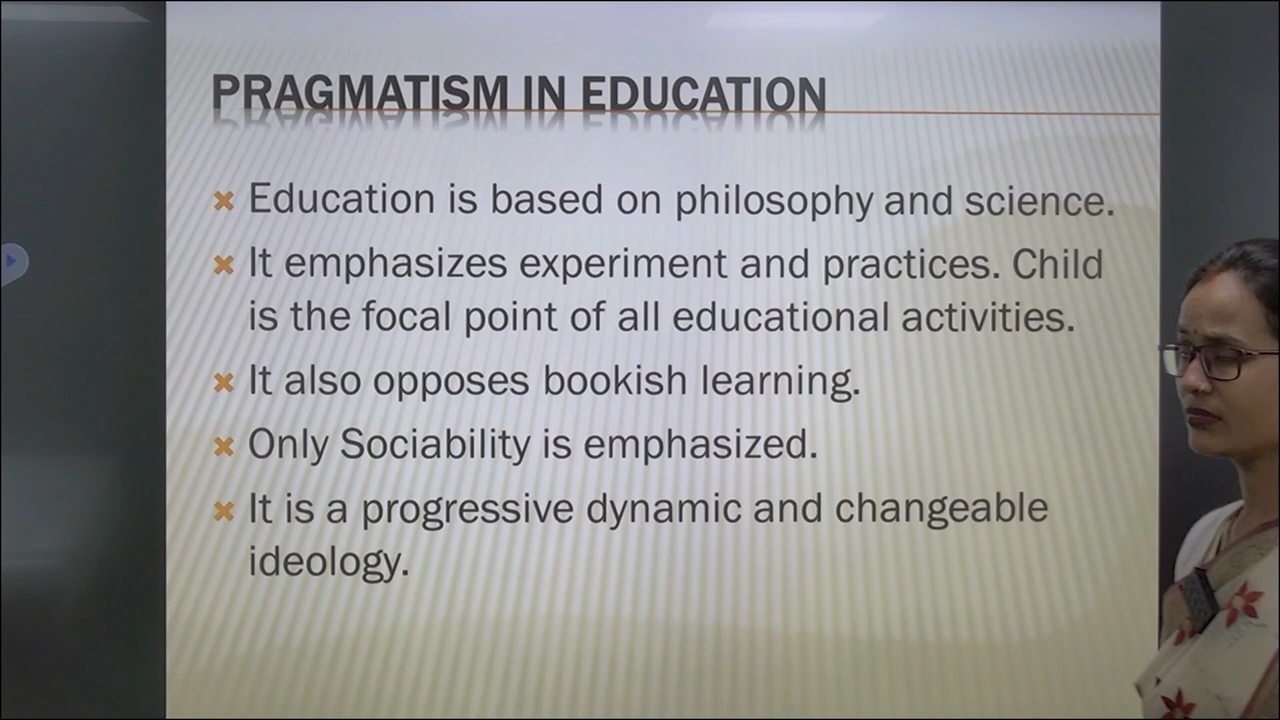 PRAGMATISM IN EDUCATION
Education is based on philosophy and science.
It emphasizes experiment and practices. Child
is the focal point of all educational activities.
It also opposes bookish learning.
Only Sociability is emphasized.
It is a progressive dynamic and changeable
ideology.